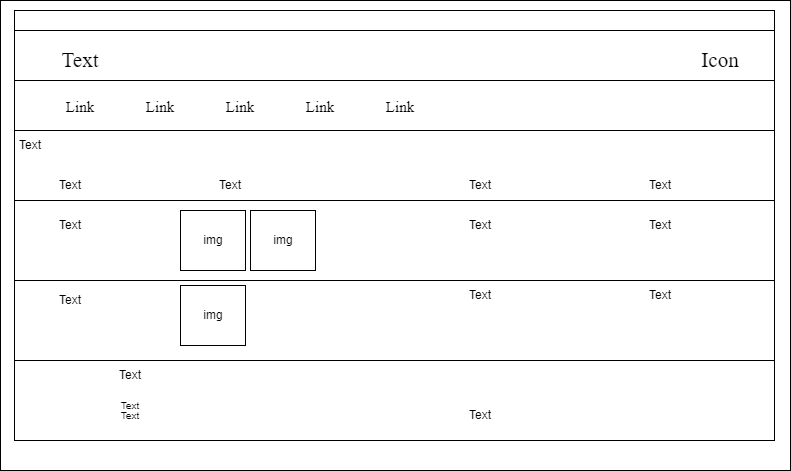 Text Icon
Link Link Link Link Link
Text
Text Text Text Text
Text img img Text Text
Text img Text Text
Text
Text
Text Text